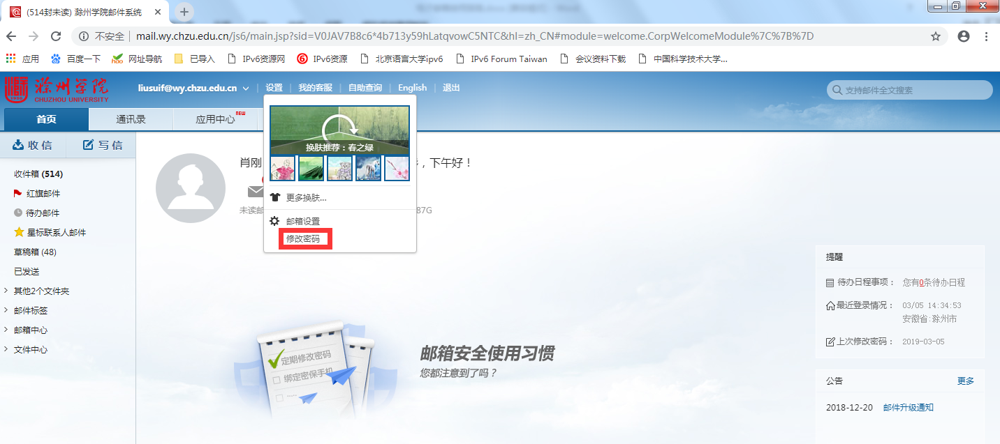 (514封未读) 滁州学院邮件系统
不安全 mail.wy.chzu.edu.cn/js6/main.jsp?sid=V0JAV7B8c6*4b713y59hLatqvowC5NTC&hl=zh_CN#module=welcome.CorpWelcomeModule%7C%7B%7D
应用 百度一下 网址导航 已导入 IPv6资源网 IPv6资源 北京语言大学ipv6 IPv6 Forum Taiwan 会议资料下载 中国科学技术大学...
滁州学院
CHUZHOU UNIVERSITY
liusuif@wy.chzu.edu.cn 设置 我的客服 自助查询 English 退出
支持邮件全文搜索
首页 通讯录 应用中心 NEW
收信 写信
收件箱 (514)
红旗邮件
待办邮件
星标联系人邮件
草稿箱 (48)
已发送
其他2个文件夹
邮件标签
邮箱中心
文件中心
肖刚
，下午好！
未读邮
87G
换肤推荐：春之绿
更多换肤...
邮箱设置
修改密码
定期修改密码
绑定密保手机
邮箱安全使用习惯
您都注意到了吗？
提醒
待办日程事项： 您有0条待办日程
最近登录情况： 03/05 14:34:53
安徽省:滁州市
上次修改密码： 2019-03-05
公告 更多
2018-12-20 邮件升级通知